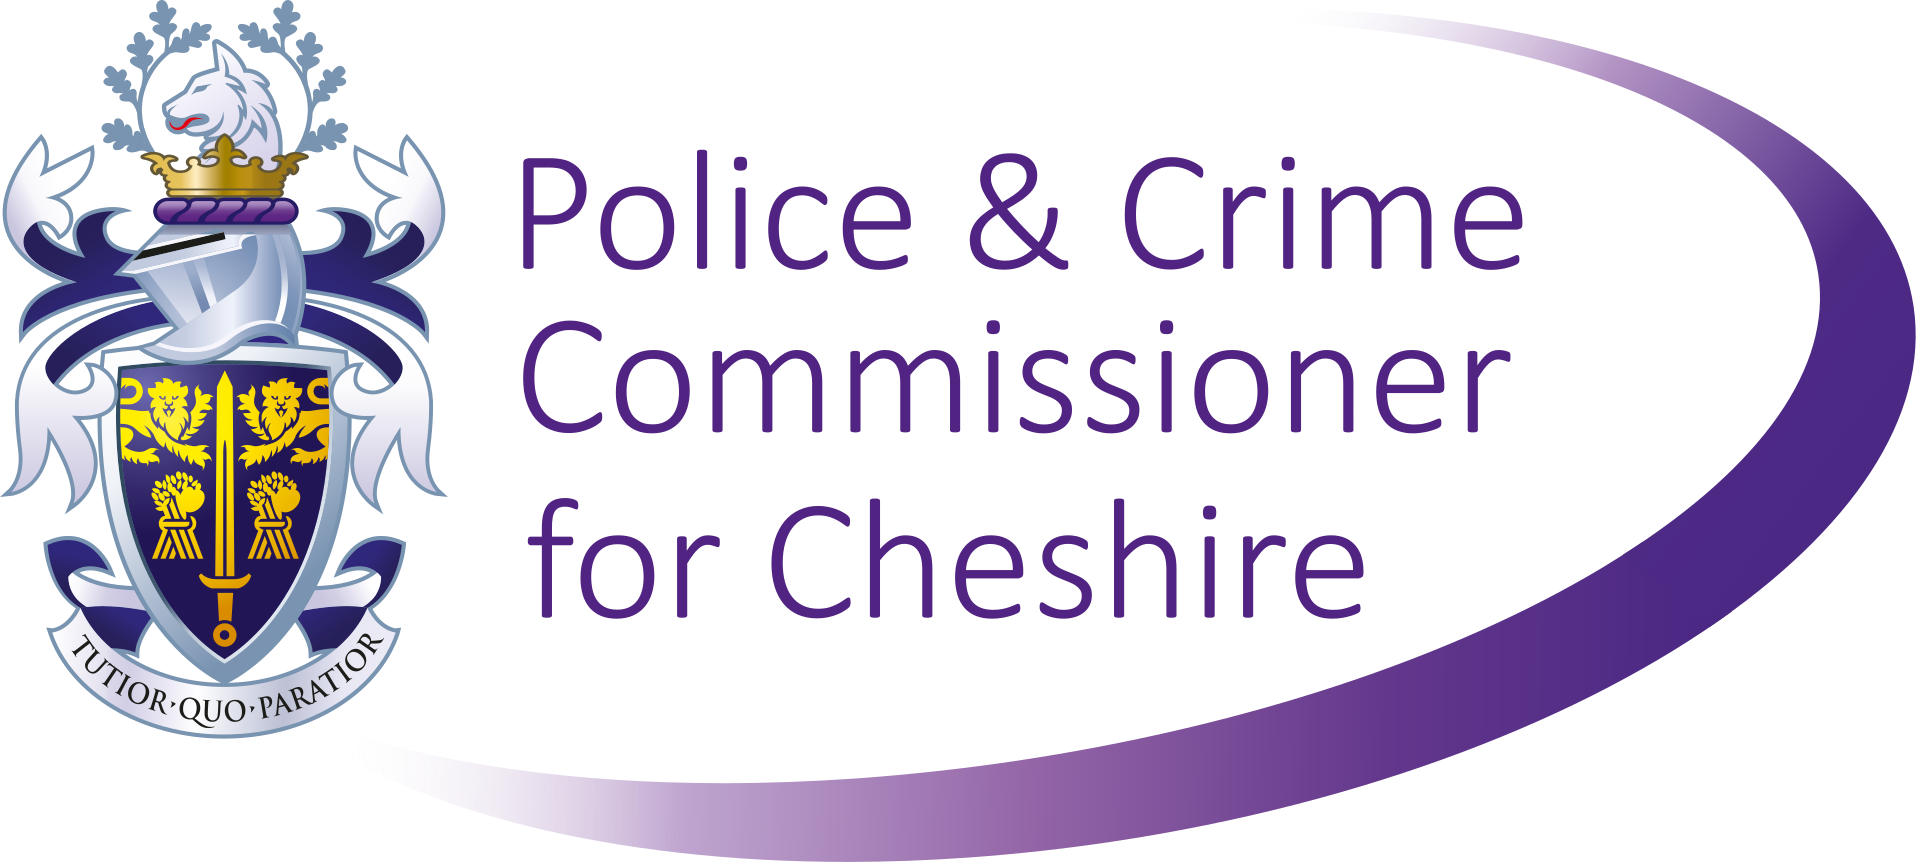 Police & Crime
Commissioner
for Cheshire
TUTIOR · QUO · PARATIOR